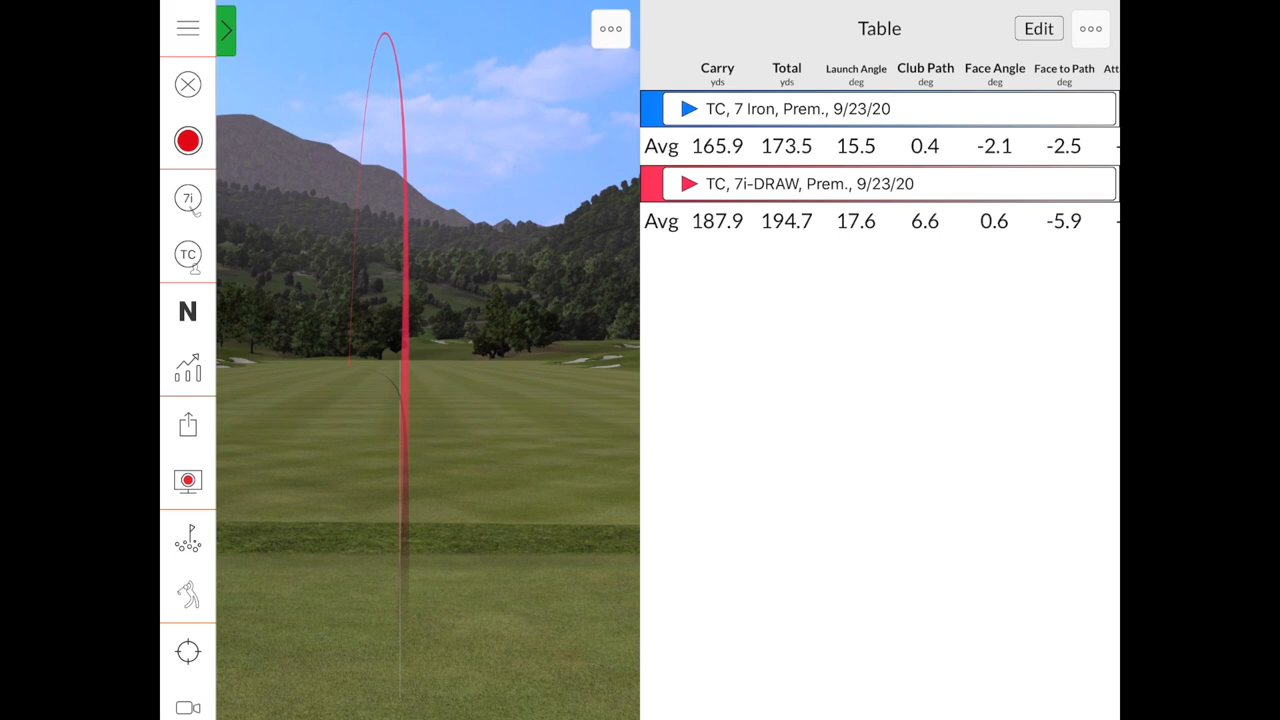 7i
TC
N
Table
Edit
Carry Total Launch Angle Club Path Face Angle Face to Path Att
yds yds deg deg deg deg
TC, 7 Iron, Prem., 9/23/20
Avg 165.9 173.5 15.5 0.4 -2.1 -2.5 -
TC, 7i-DRAW, Prem., 9/23/20
Avg 187.9 194.7 17.6 6.6 0.6 -5.9 -